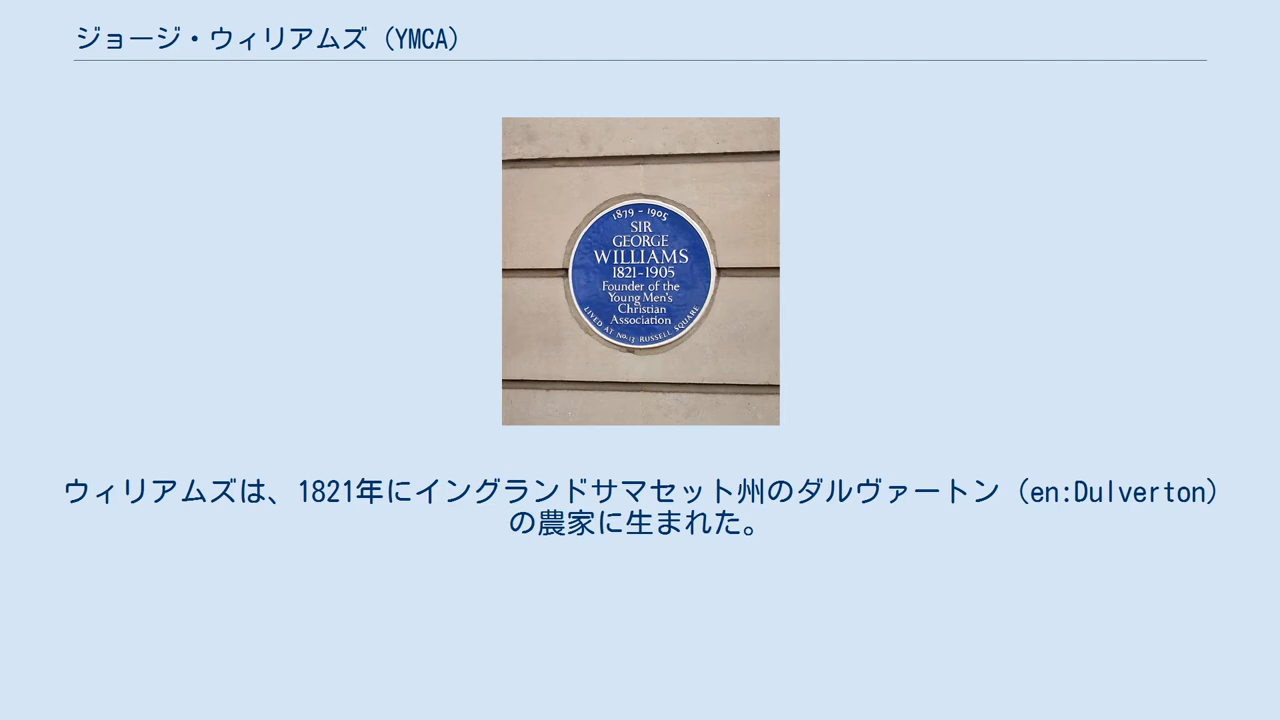 ジョージ・ウィリアムズ（YMCA）
1879 - 1905
SIR
GEORGE
WILLIAMS
1821-1905
Founder of the
Young Men's
Christian
Association
LIVED AT No. 13 RUSSELL SQUARE
ウィリアムズは、1821年にイングランドサマセット州のダルヴァートン（en:Dulverton）
の農家に生まれた。